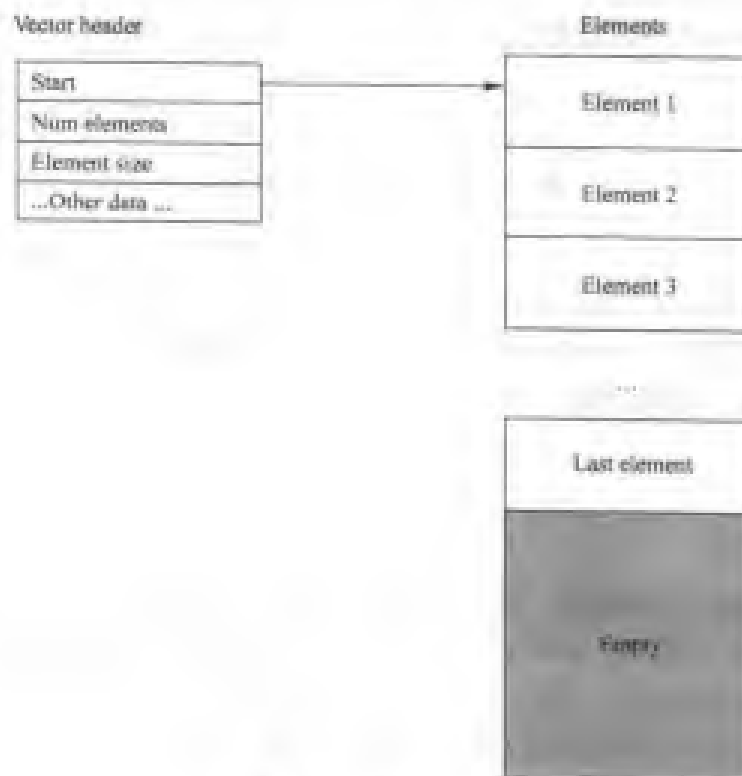 Vector header
Start
Num elements
Element size
...Other data ...
Elements
Element 1
Element 2
Element 3
...
Last element
Empty